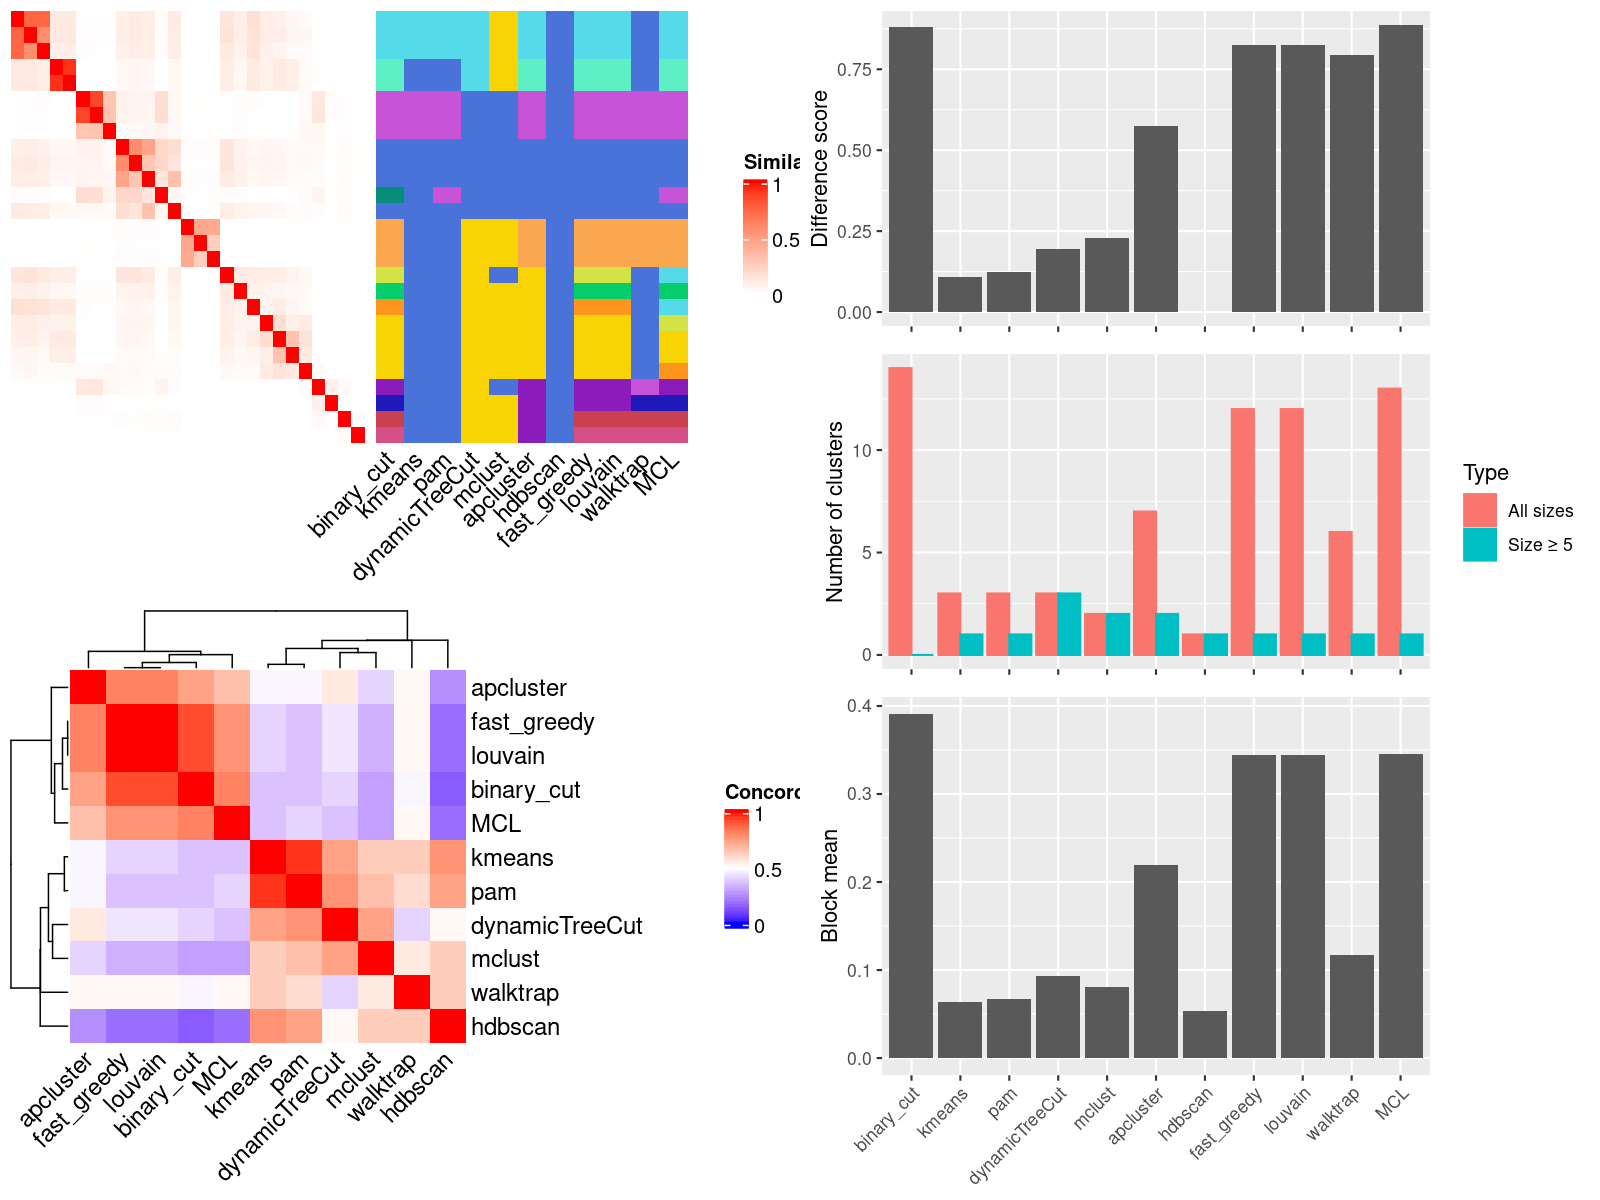 Simila
1
0.5
0
binary_cut
kmeans
pam
dynamicTreeCut
mclust
apcluster
hdbscan
fast_greedy
louvain
walktrap
MCL
apcluster
fast_greedy
louvain
binary_cut
MCL
kmeans
pam
dynamicTreeCut
mclust
walktrap
hdbscan
apcluster
fast_greedy
louvain
binary_cut
MCL
kmeans
pam
dynamicTreeCut
mclust
walktrap
hdbscan
Concord
1
0.5
0
Difference score
0.75
0.50
0.25
0.00
Number of clusters
10
5
0
Type
All sizes
Size ≥ 5
Block mean
0.4
0.3
0.2
0.1
0.0
binary_cut
kmeans
pam
dynamicTreeCut
mclust
apcluster
hdbscan
fast_greedy
louvain
walktrap
MCL